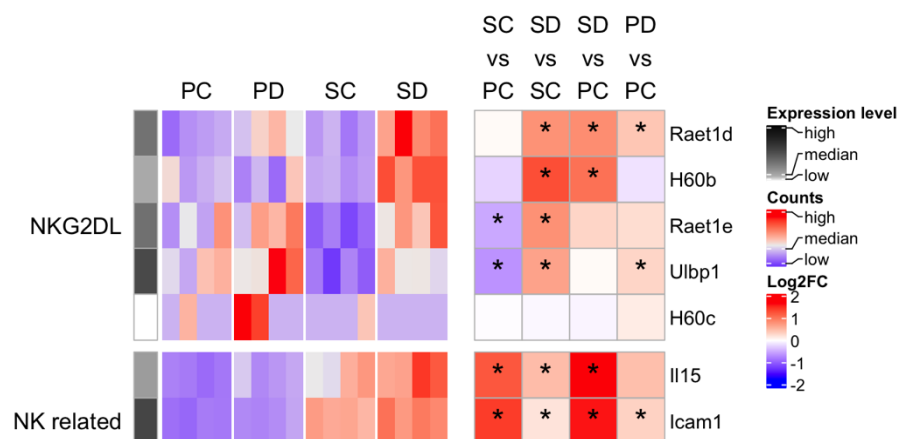 SC SD SD PD
vs vs vs vs
PC PD SC SD PC SC PC PC
* * * Raet1d
* * H60b
NKG2DL * * Raet1e
* * * Ulbp1
H60c
* * * Il15
NK related * * * * Icam1
Expression level
high
median
low
Counts
high
median
low
Log2FC
2
1
0
-1
-2